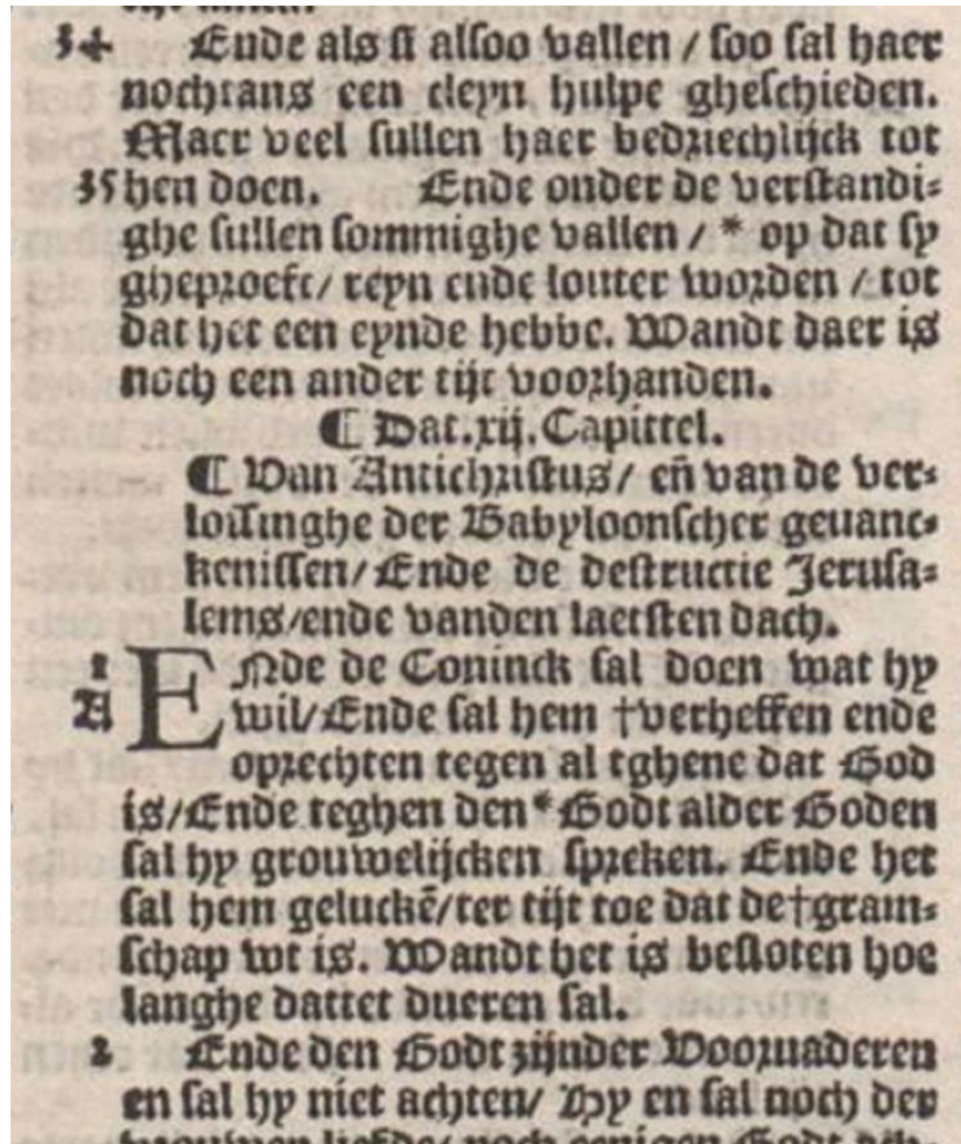 34 Ende als si alsoo vallen / soo sal haer
nochtans een cleyn hulpe gheschieden.
Maer veel sullen haer bedriechlijck tot
35 hen doen. Ende onder de verstandi-
ghe sullen sommighe vallen / * op dat sy
gheproeft/ reyn ende louter worden / tot
dat het een eynde hebbe. Wandt daer is
noch een ander tijt voorhanden.
¶ Dat.xij.Capittel.
¶ Van Antichristus/ eñ van de ver-
lossinghe der Babyloonscher gevanc-
kenissen/ Ende de destructie Jerusa-
lems/ende vanden laetsten dach.
1 ENde de Coninck sal doen wat hy
A wil/Ende sal hem †verheffen ende
oprechten tegen al tghene dat God
is/Ende teghen den *Godt alder Goden
sal hy grouwelijcken spreken. Ende het
sal hem geluckē/ter tijt toe dat de †gram-
schap wt is. Wandt het is besloten hoe
langhe dattet dueren sal.
2 Ende den Godt zijnder Voorvaderen
en sal hy niet achten/ Hy en sal noch der